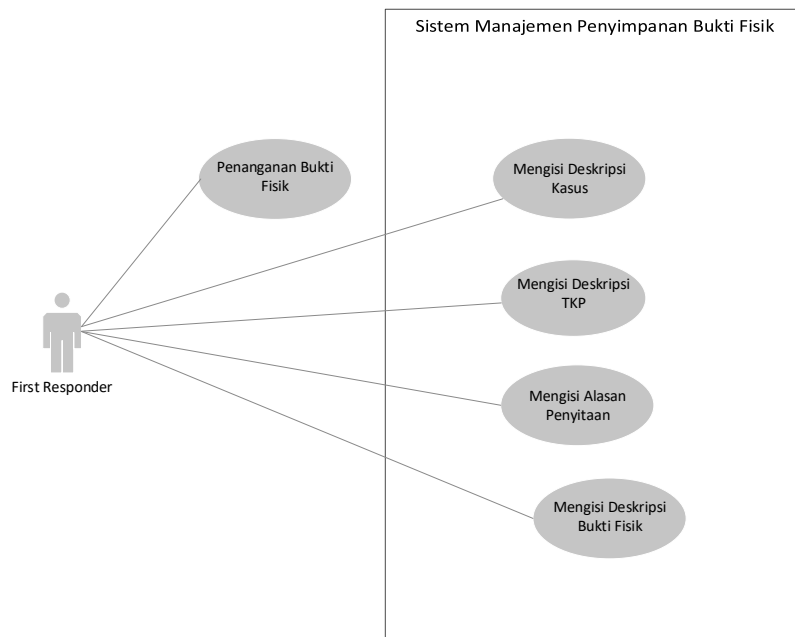 Sistem Manajemen Penyimpanan Bukti Fisik
Penanganan Bukti
Fisik
Mengisi Deskripsi
Kasus
Mengisi Deskripsi
TKP
First Responder
Mengisi Alasan
Penyitaan
Mengisi Deskripsi
Bukti Fisik